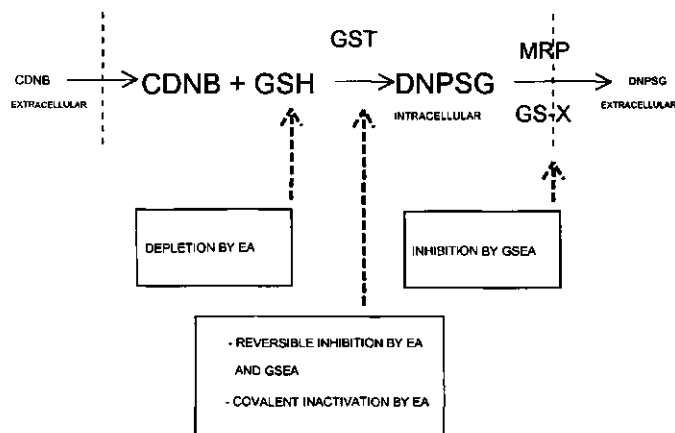 GST
MRP
CDNB
EXTRACELLULAR
CDNB + GSH
DNPSG
INTRACELLULAR
GS-X
DNPSG
EXTRACELLULAR
DEPLETION BY EA
INHIBITION BY GSEA
- REVERSIBLE INHIBITION BY EA
AND GSEA
- COVALENT INACTIVATION BY EA